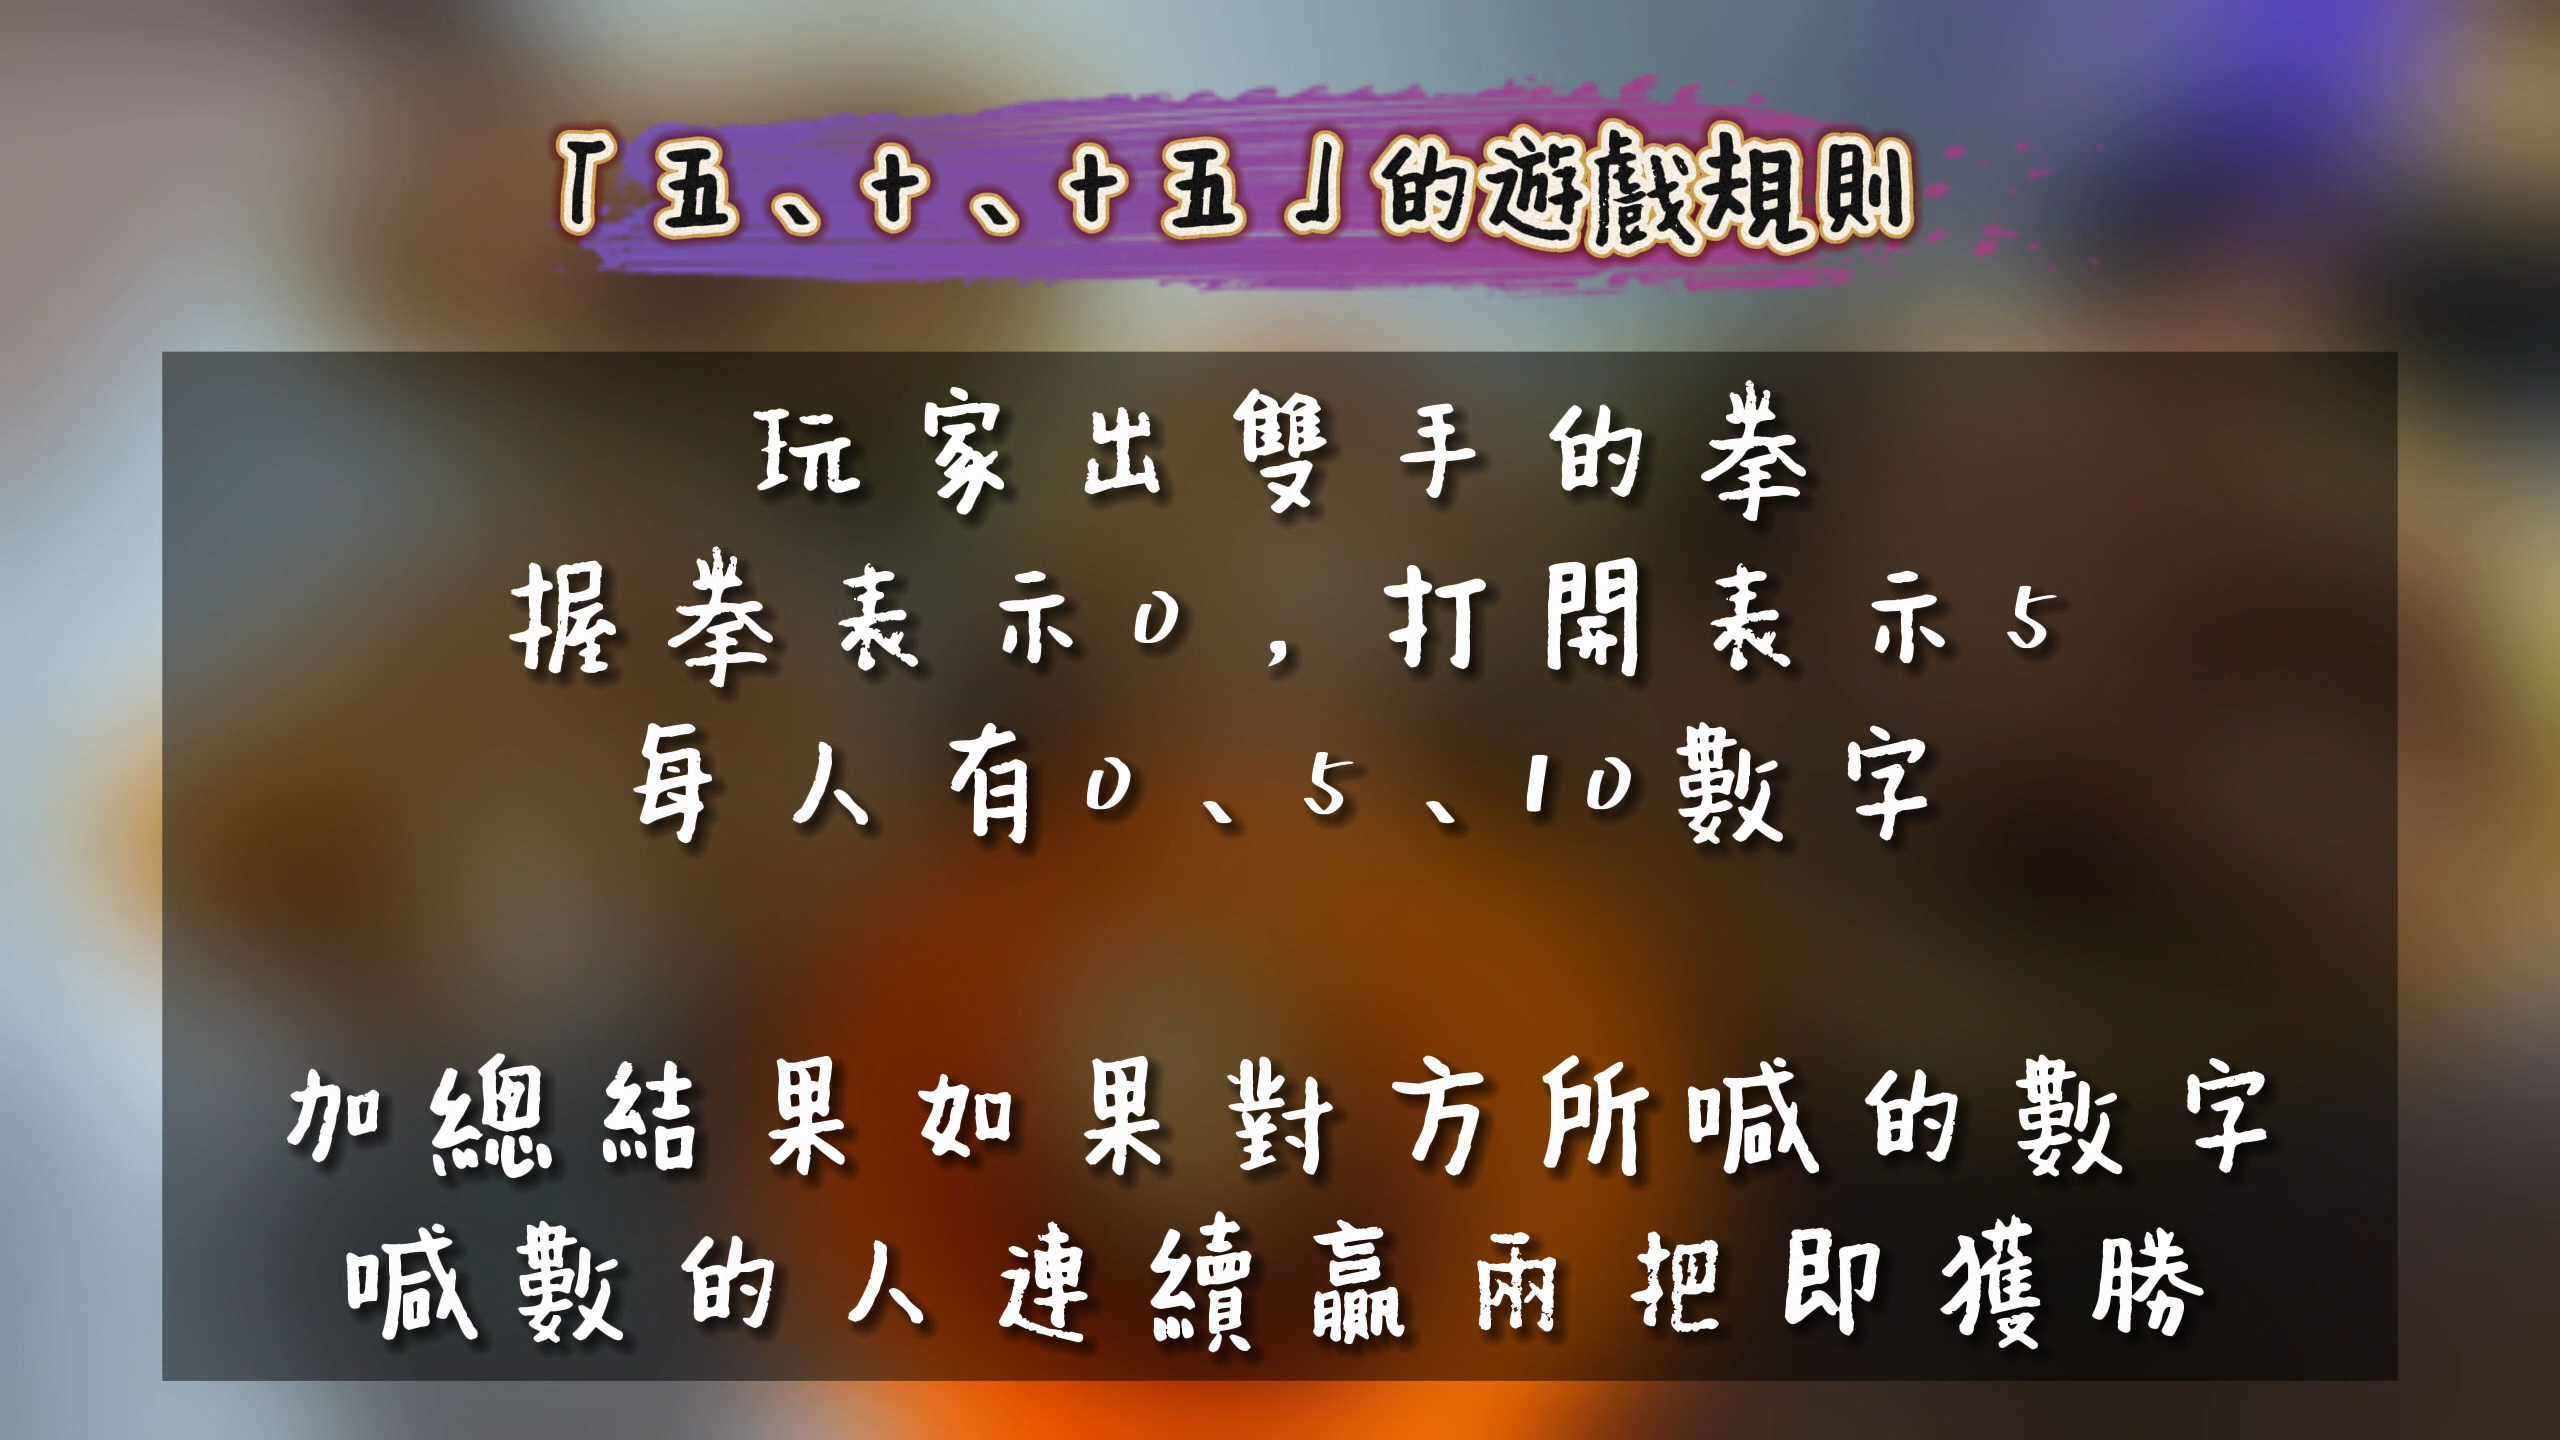 「五、十、十五」的遊戲規則
玩家出雙手的拳
握拳表示0，打開表示5
每人有0、5、10數字
加總結果如果對方所喊的數字
喊數的人連續贏兩把即獲勝